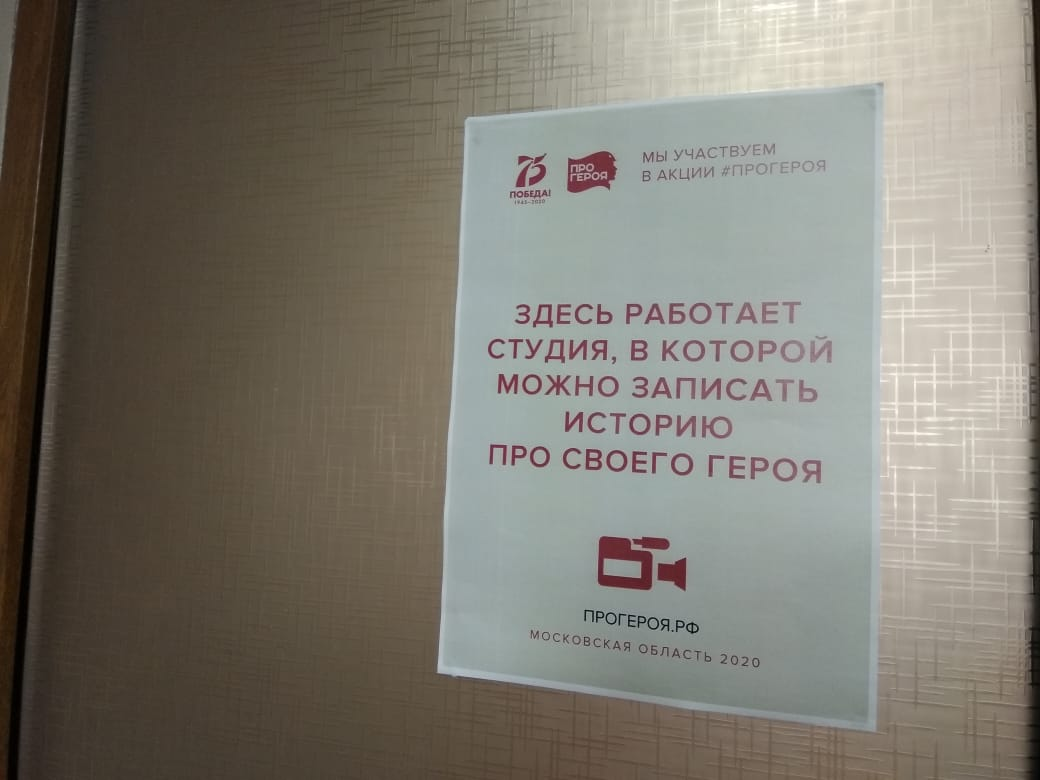 75
ПОБЕДА!
1945–2020
ПРО
ГЕРОЯ
МЫ УЧАСТВУЕМ
В АКЦИИ #ПРОГЕРОЯ
ЗДЕСЬ РАБОТАЕТ
СТУДИЯ, В КОТОРОЙ
МОЖНО ЗАПИСАТЬ
ИСТОРИЮ
ПРО СВОЕГО ГЕРОЯ
ПРОГЕРОЯ.РФ
МОСКОВСКАЯ ОБЛАСТЬ 2020